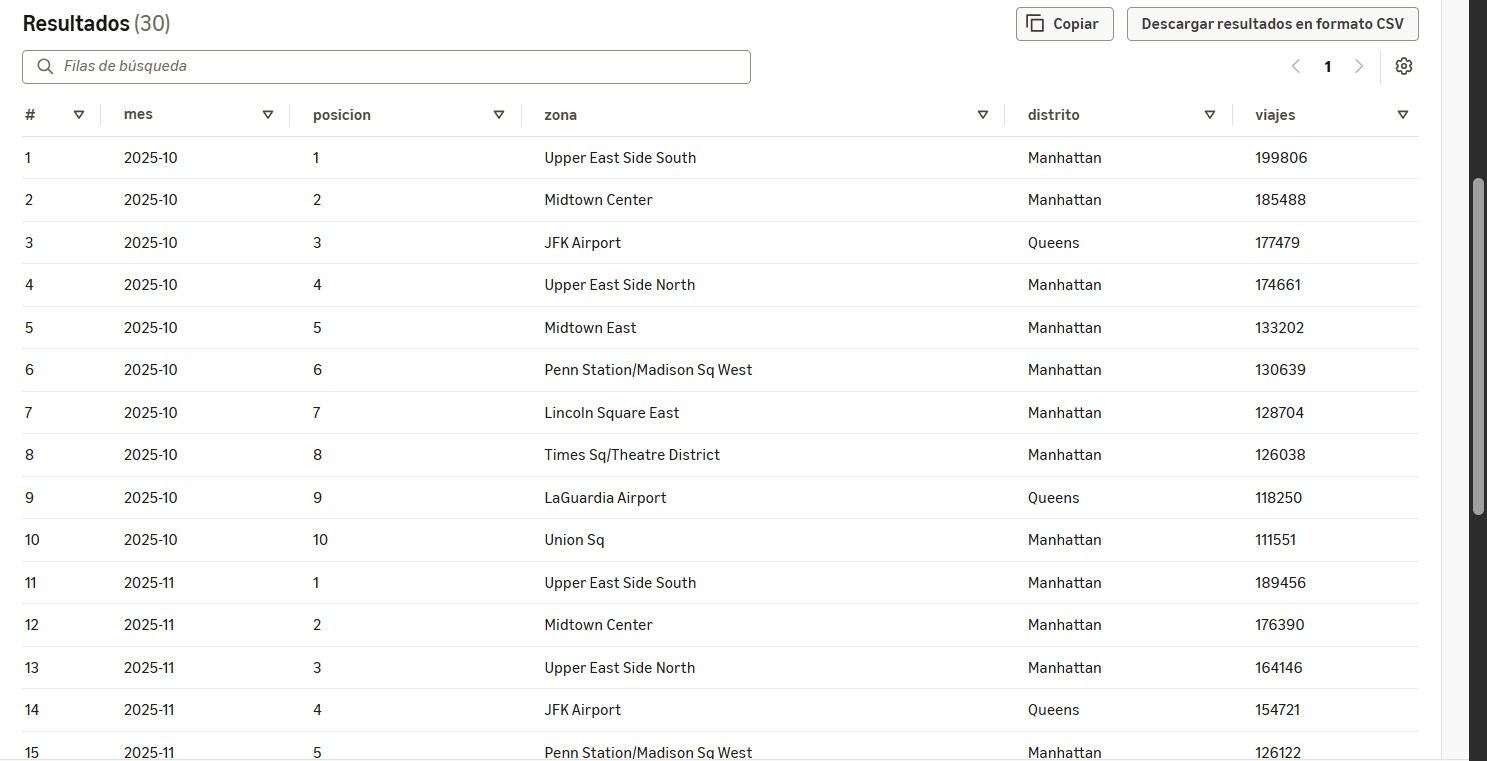 Resultados (30)
Copiar
Descargar resultados en formato CSV
Filas de búsqueda
1
# mes posicion zona distrito viajes
1 2025-10 1 Upper East Side South Manhattan 199806
2 2025-10 2 Midtown Center Manhattan 185488
3 2025-10 3 JFK Airport Queens 177479
4 2025-10 4 Upper East Side North Manhattan 174661
5 2025-10 5 Midtown East Manhattan 133202
6 2025-10 6 Penn Station/Madison Sq West Manhattan 130639
7 2025-10 7 Lincoln Square East Manhattan 128704
8 2025-10 8 Times Sq/Theatre District Manhattan 126038
9 2025-10 9 LaGuardia Airport Queens 118250
10 2025-10 10 Union Sq Manhattan 111551
11 2025-11 1 Upper East Side South Manhattan 189456
12 2025-11 2 Midtown Center Manhattan 176390
13 2025-11 3 Upper East Side North Manhattan 164146
14 2025-11 4 JFK Airport Queens 154721
15 2025-11 5 Penn Station/Madison Sq West Manhattan 126122